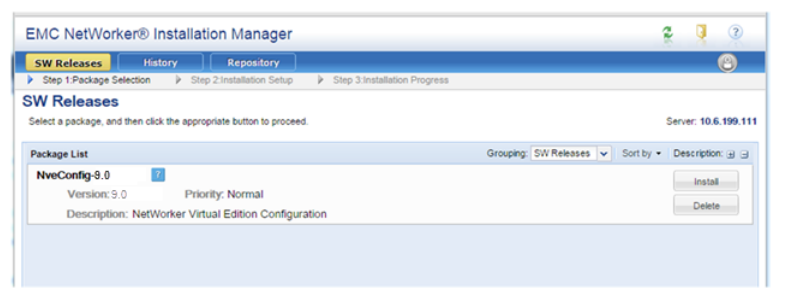 EMC NetWorker® Installation Manager
?
SW Releases History Repository
Step 1:Package Selection Step 2:Installation Setup Step 3:Installation Progress
SW Releases
Select a package, and then click the appropriate button to proceed. Server: 10.6.199.111
Package List Grouping: SW Releases Sort by Description:
NveConfig-9.0 ?
Install
Version: 9.0 Priority: Normal
Delete
Description: NetWorker Virtual Edition Configuration